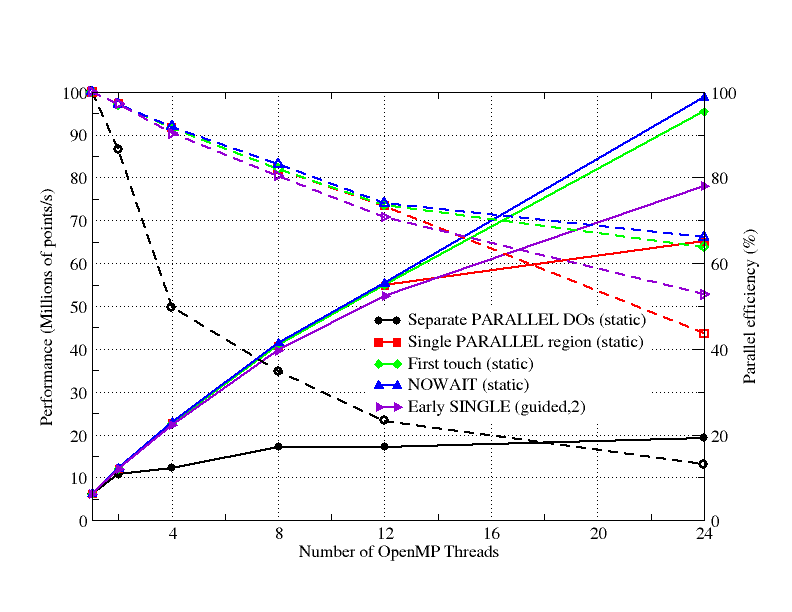 100
90
80
70
60
50
40
30
20
10
0
100
80
60
40
20
0
4
8
12
16
20
24
Performance (Millions of points/s)
Parallel efficiency (%)
Number of OpenMP Threads
Separate PARALLEL DOs (static)
Single PARALLEL region (static)
First touch (static)
NOWAIT (static)
Early SINGLE (guided,2)